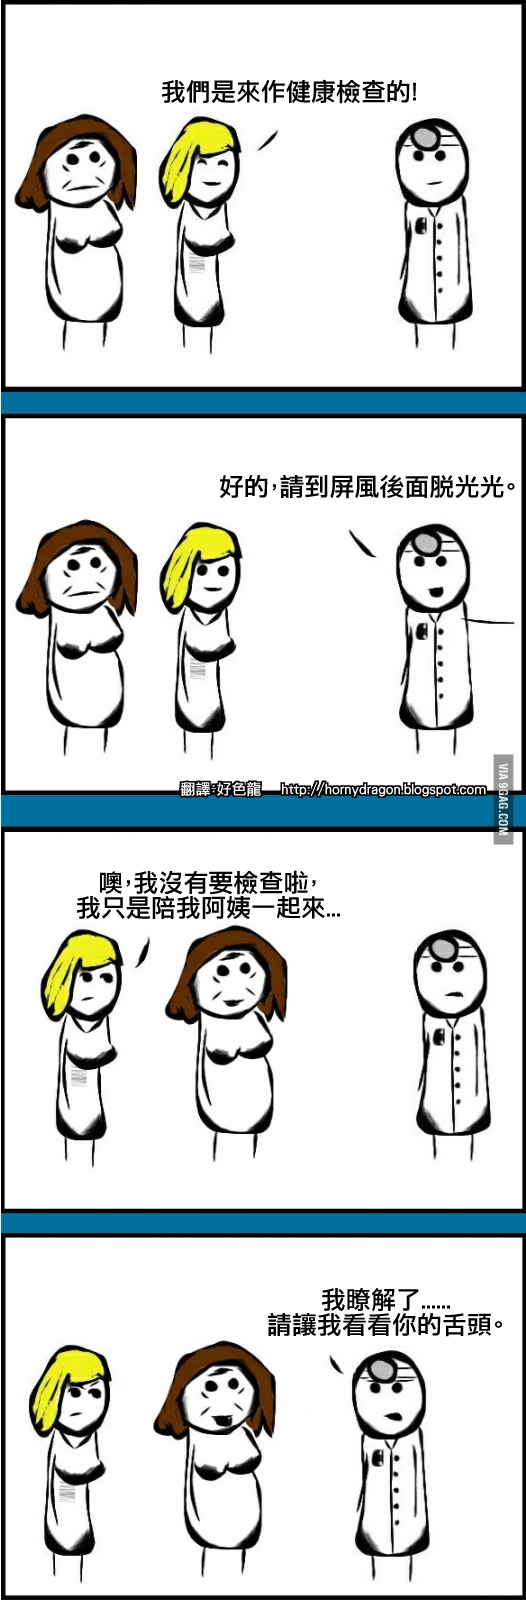 我們是來作健康檢查的!
好的,請到屏風後面脫光光。
翻譯:好色龍 http://hornydragon.blogspot.com
VIA 9GAG.COM
噢,我沒有要檢查啦,
我只是陪我阿姨一起來...
我瞭解了......
請讓我看看你的舌頭。